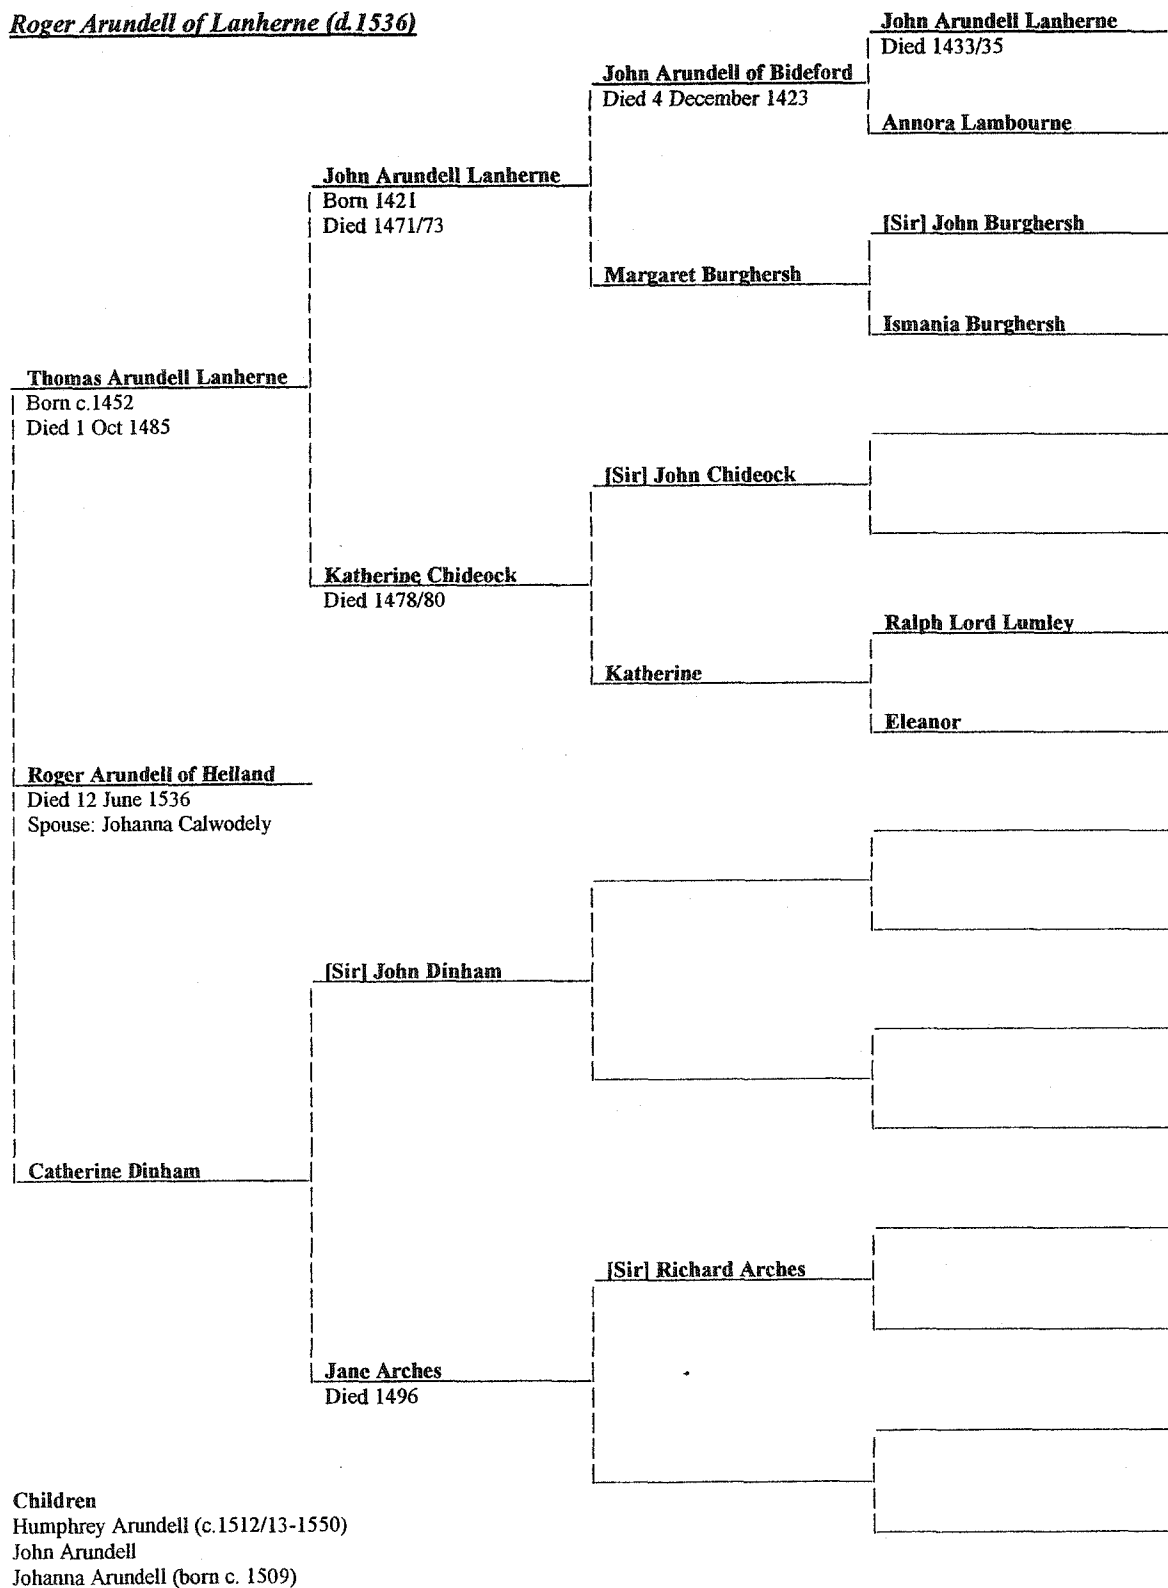 Roger Arundell of Lanherne (d.1536)
John Arundell Lanherne
Died 1433/35
John Arundell of Bideford
Died 4 December 1423
Annora Lambourne
John Arundell Lanherne
Born 1421
Died 1471/73
[Sir] John Burghersh
Margaret Burghersh
Ismania Burghersh
Thomas Arundell Lanherne
Born c.1452
Died 1 Oct 1485
[Sir] John Chideock
Katherine Chideock
Died 1478/80
Ralph Lord Lumley
Katherine
Eleanor
Roger Arundell of Helland
Died 12 June 1536
Spouse: Johanna Calwodely
[Sir] John Dinham
Catherine Dinham
[Sir] Richard Arches
Jane Arches
Died 1496
Children
Humphrey Arundell (c.1512/13-1550)
John Arundell
Johanna Arundell (born c. 1509)